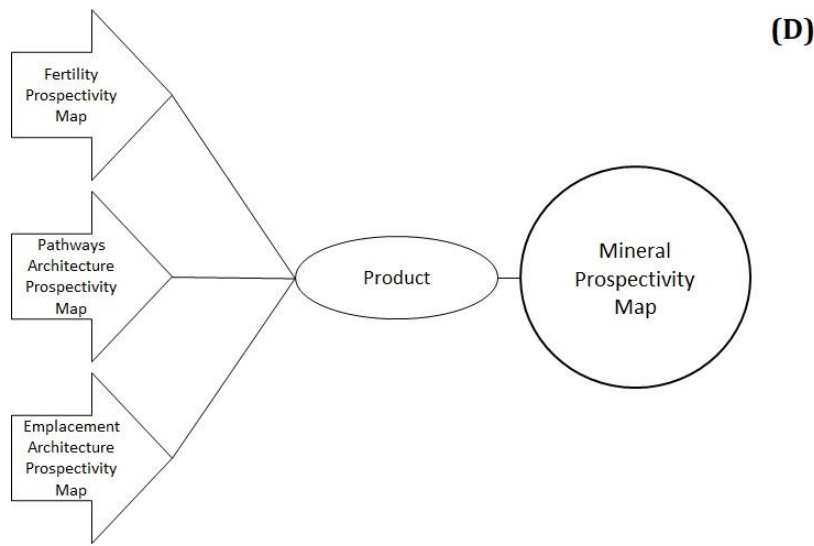 (D)
Fertility
Prospectivity
Map
Pathways
Architecture
Prospectivity
Map
Emplacement
Architecture
Prospectivity
Map
Product
Mineral
Prospectivity
Map